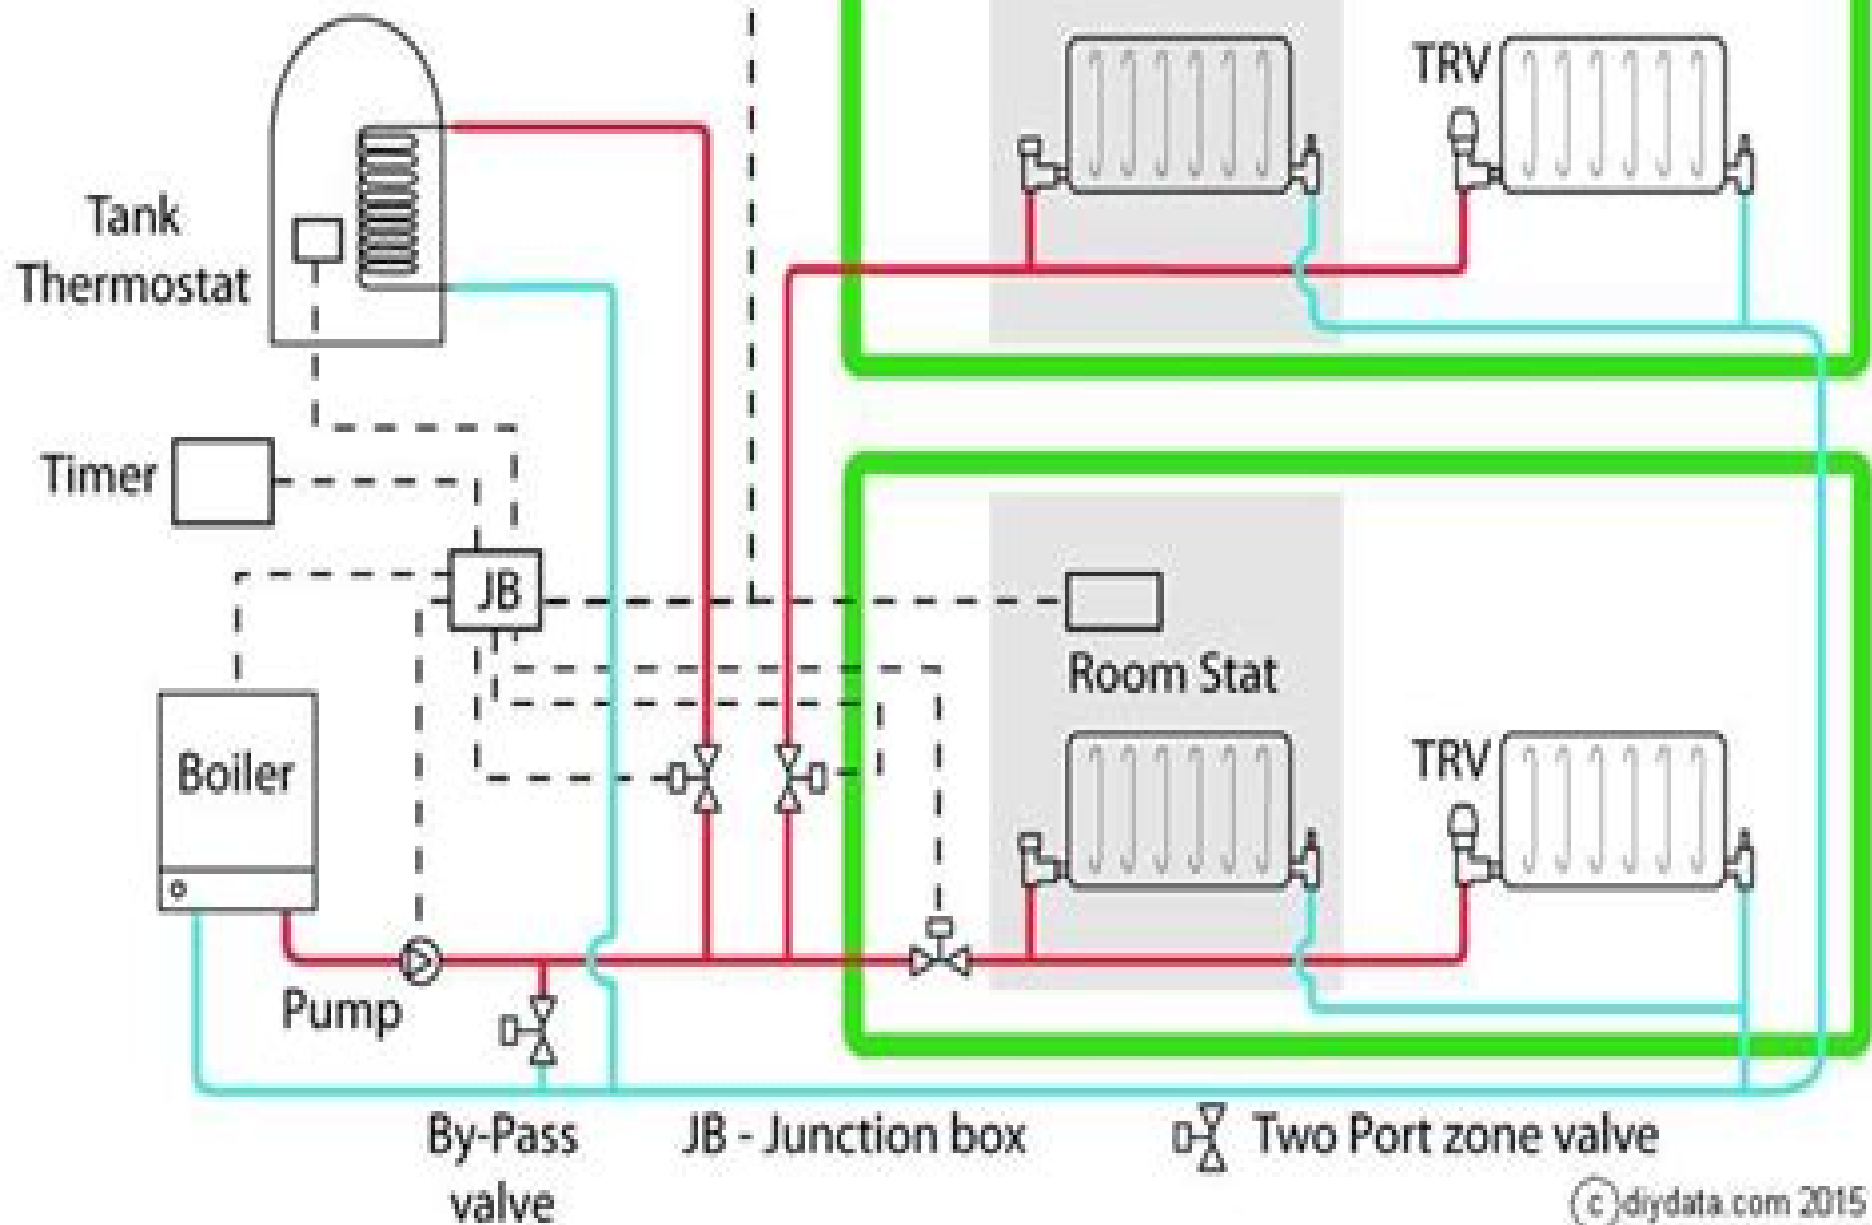 TRV
Tank
Thermostat
Timer
JB
Room Stat
Boiler
TRV
Pump
By-Pass
valve
JB - Junction box
Two Port zone valve
©diydata.com 2015